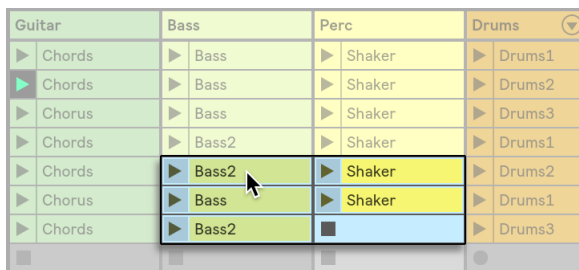 Guitar Bass Perc Drums
Chords Bass Shaker Drums1
Chords Bass Shaker Drums2
Chorus Bass Shaker Drums3
Chords Bass2 Shaker Drums1
Chords Bass2 Shaker Drums2
Chorus Bass Shaker Drums1
Chords Bass2 Drums3